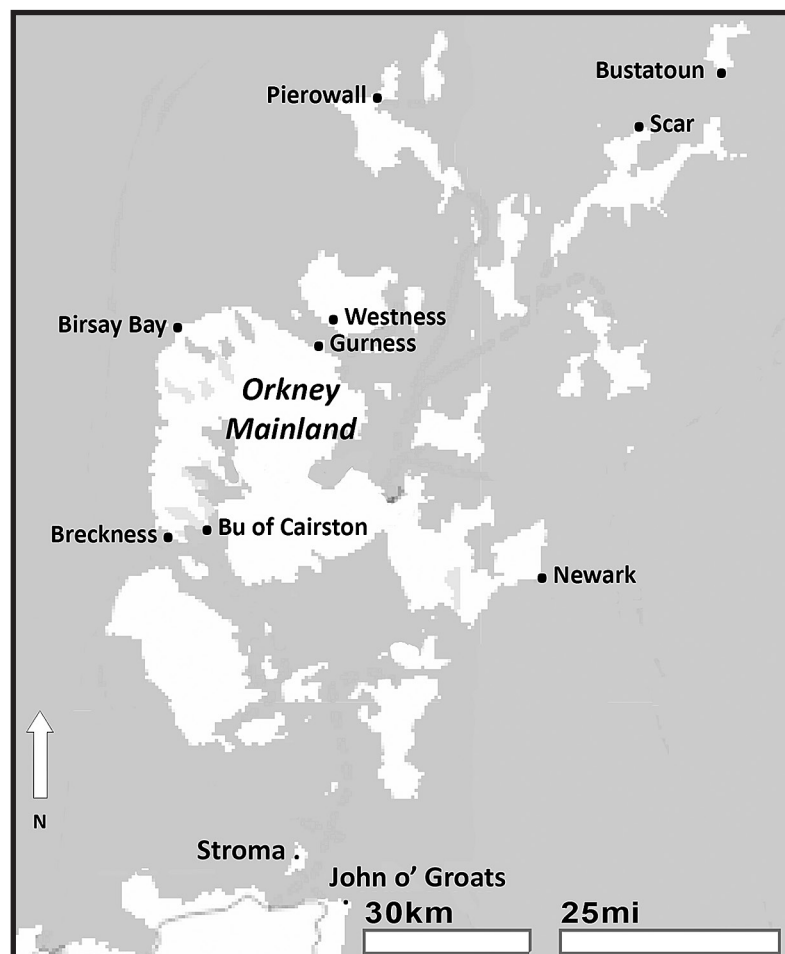 Bustatoun
Pierowall
Scar
Westness
Birsay Bay
Gurness
Orkney
Mainland
Bu of Cairston
Breckness
Newark
N
Stroma
John o’ Groats
30km
25mi